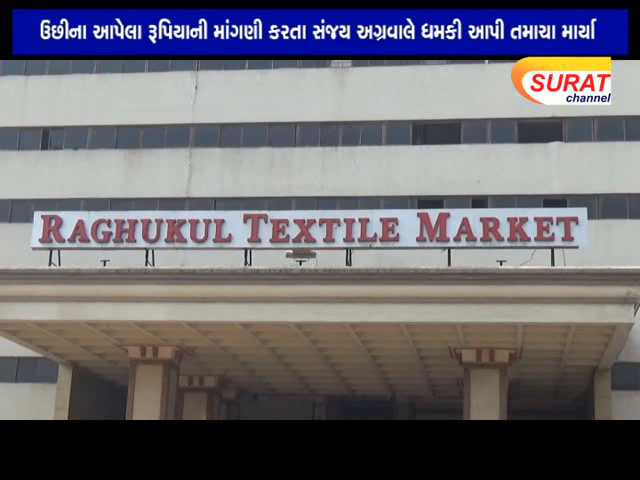 ઉછીના આપેલા રૂપિયાની માંગણી કરતા સંજય અગ્રવાલે ધમકી આપી તમાચા માર્યા
SURAT
channel
RAGHUKUL TEXTILE MARKET